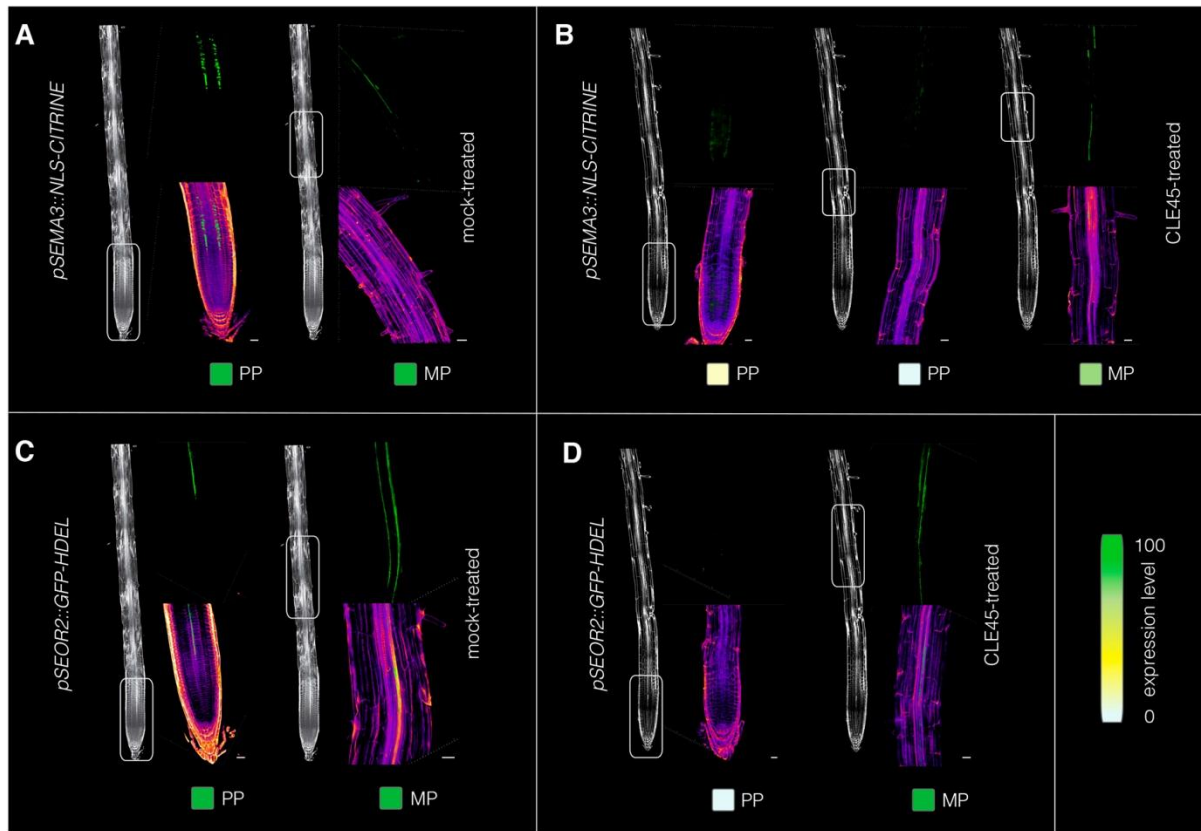 A
pSEMA3::NLS-CITRINE
mock-treated
PP
MP
B
pSEMA3::NLS-CITRINE
CLE45-treated
PP
PP
MP
C
pSEOR2::GFP-HDEL
mock-treated
PP
MP
D
pSEOR2::GFP-HDEL
CLE45-treated
PP
MP
100
expression level
0